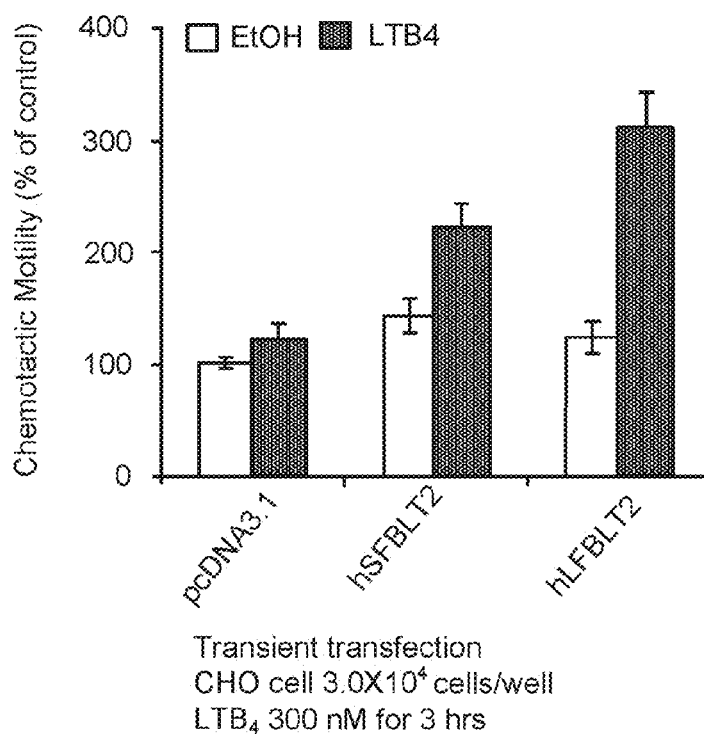 Chemotactic Motility (% of control)
400
300
200
100
0
EtOH LTB4
pcDNA3.1
hSFBLT2
hLFBLT2
Transient transfection
CHO cell 3.0X10⁴ cells/well
LTB₄ 300 nM for 3 hrs